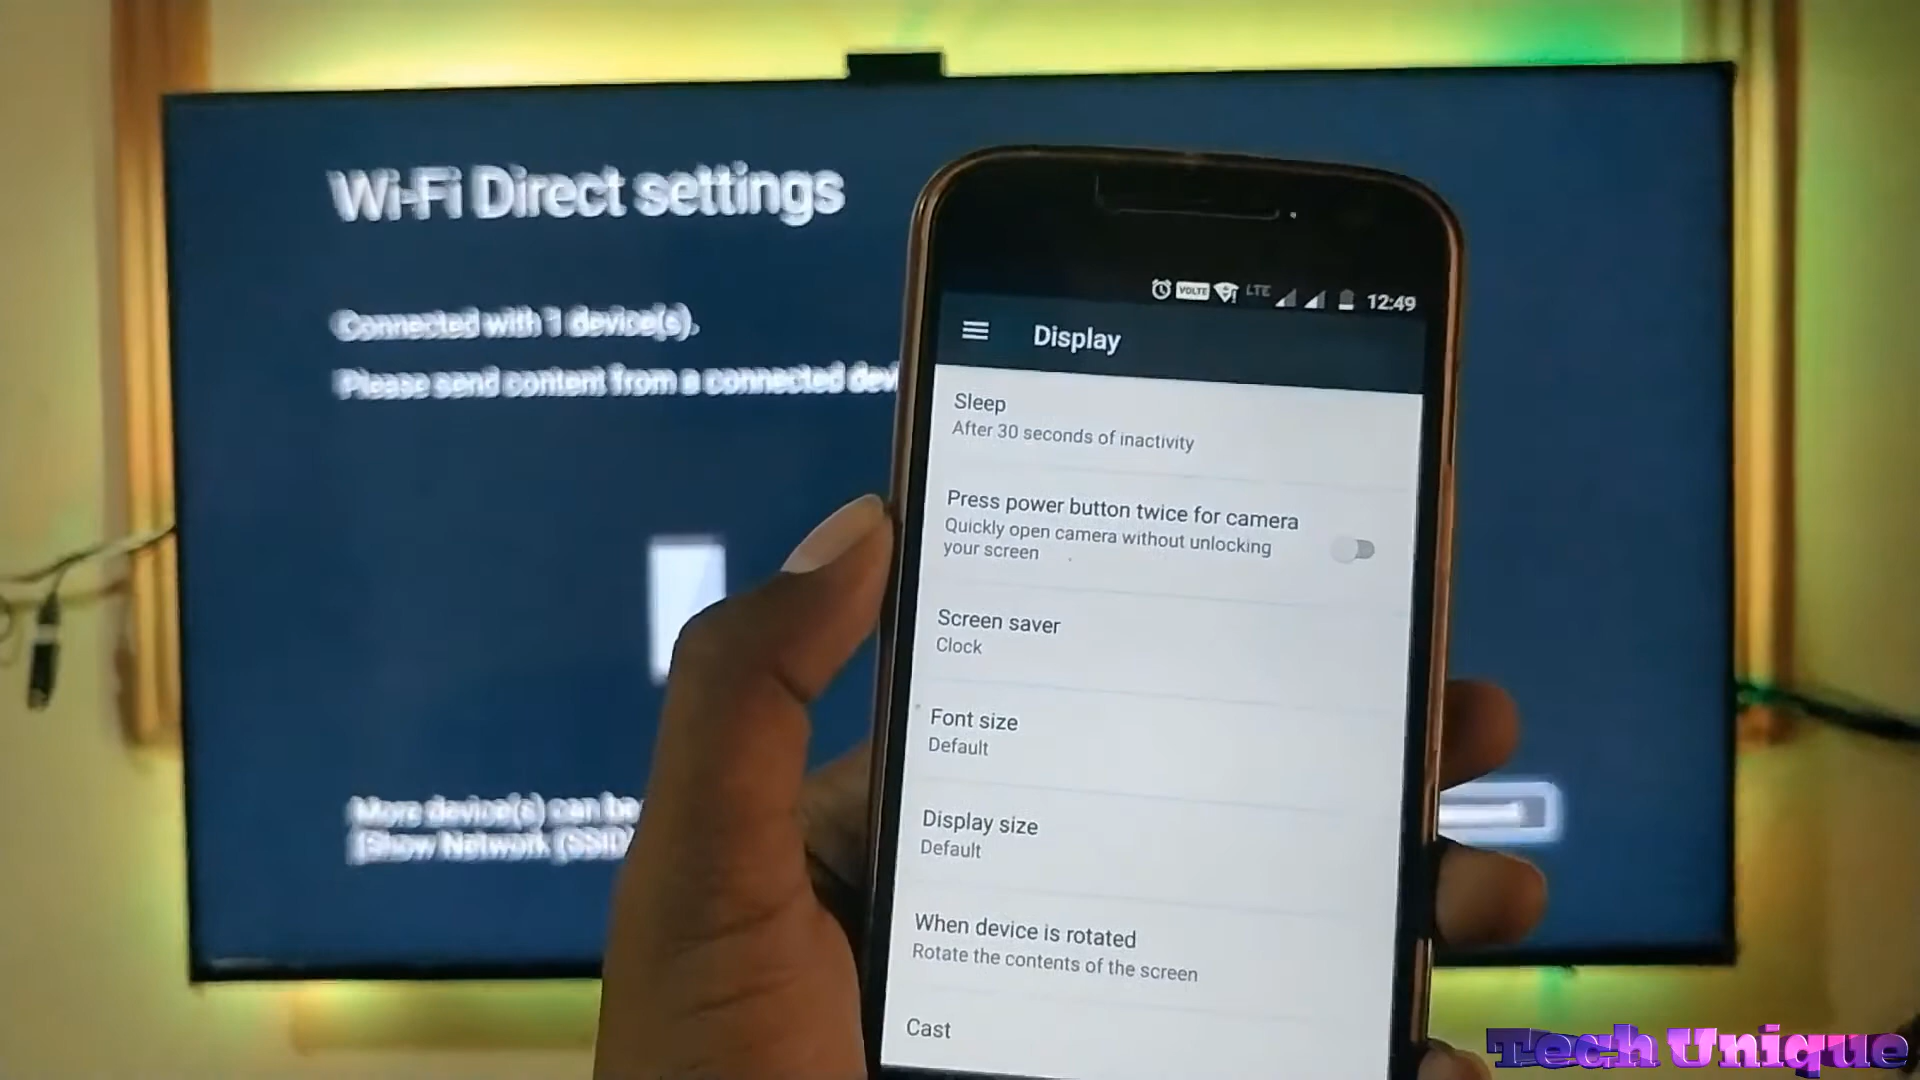 Wi-Fi Direct settings
Connected with 1 device(s).
Please send content from a connected
More device(s) can be
[Show Network (SSID)
VOLTE LTE 12:49
Display
Sleep
After 30 seconds of inactivity
Press power button twice for camera
Quickly open camera without unlocking
your screen
Screen saver
Clock
Font size
Default
Display size
Default
When device is rotated
Rotate the contents of the screen
Cast
Tech Unique